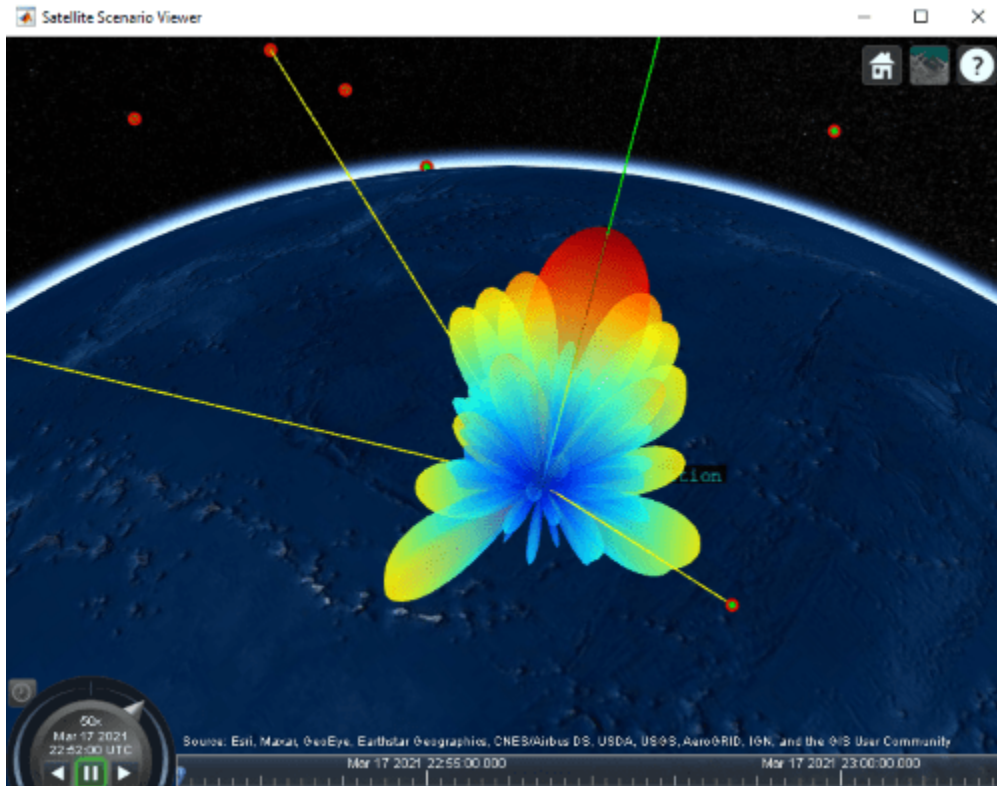 Satellite Scenario Viewer
?
tion
50x
Mar 17 2021
22:52:00 UTC
Source: Esri, Maxar, GeoEye, Earthstar Geographics, CNES/Airbus DS, USDA, USGS, AeroGRID, IGN, and the GIS User Community
Mar 17 2021 22:55:00.000
Mar 17 2021 23:00:00.000